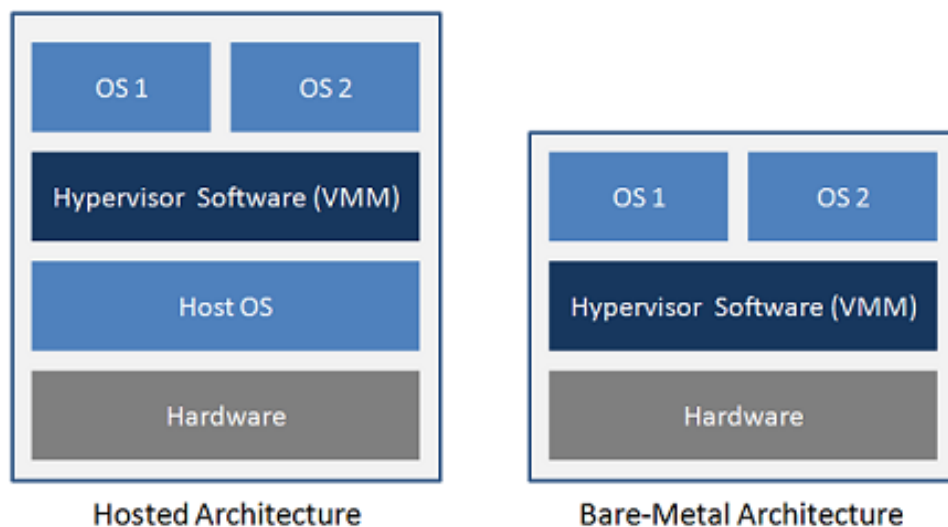 OS 1
OS 2
Hypervisor Software (VMM)
Host OS
Hardware
Hosted Architecture
OS 1
OS 2
Hypervisor Software (VMM)
Hardware
Bare-Metal Architecture